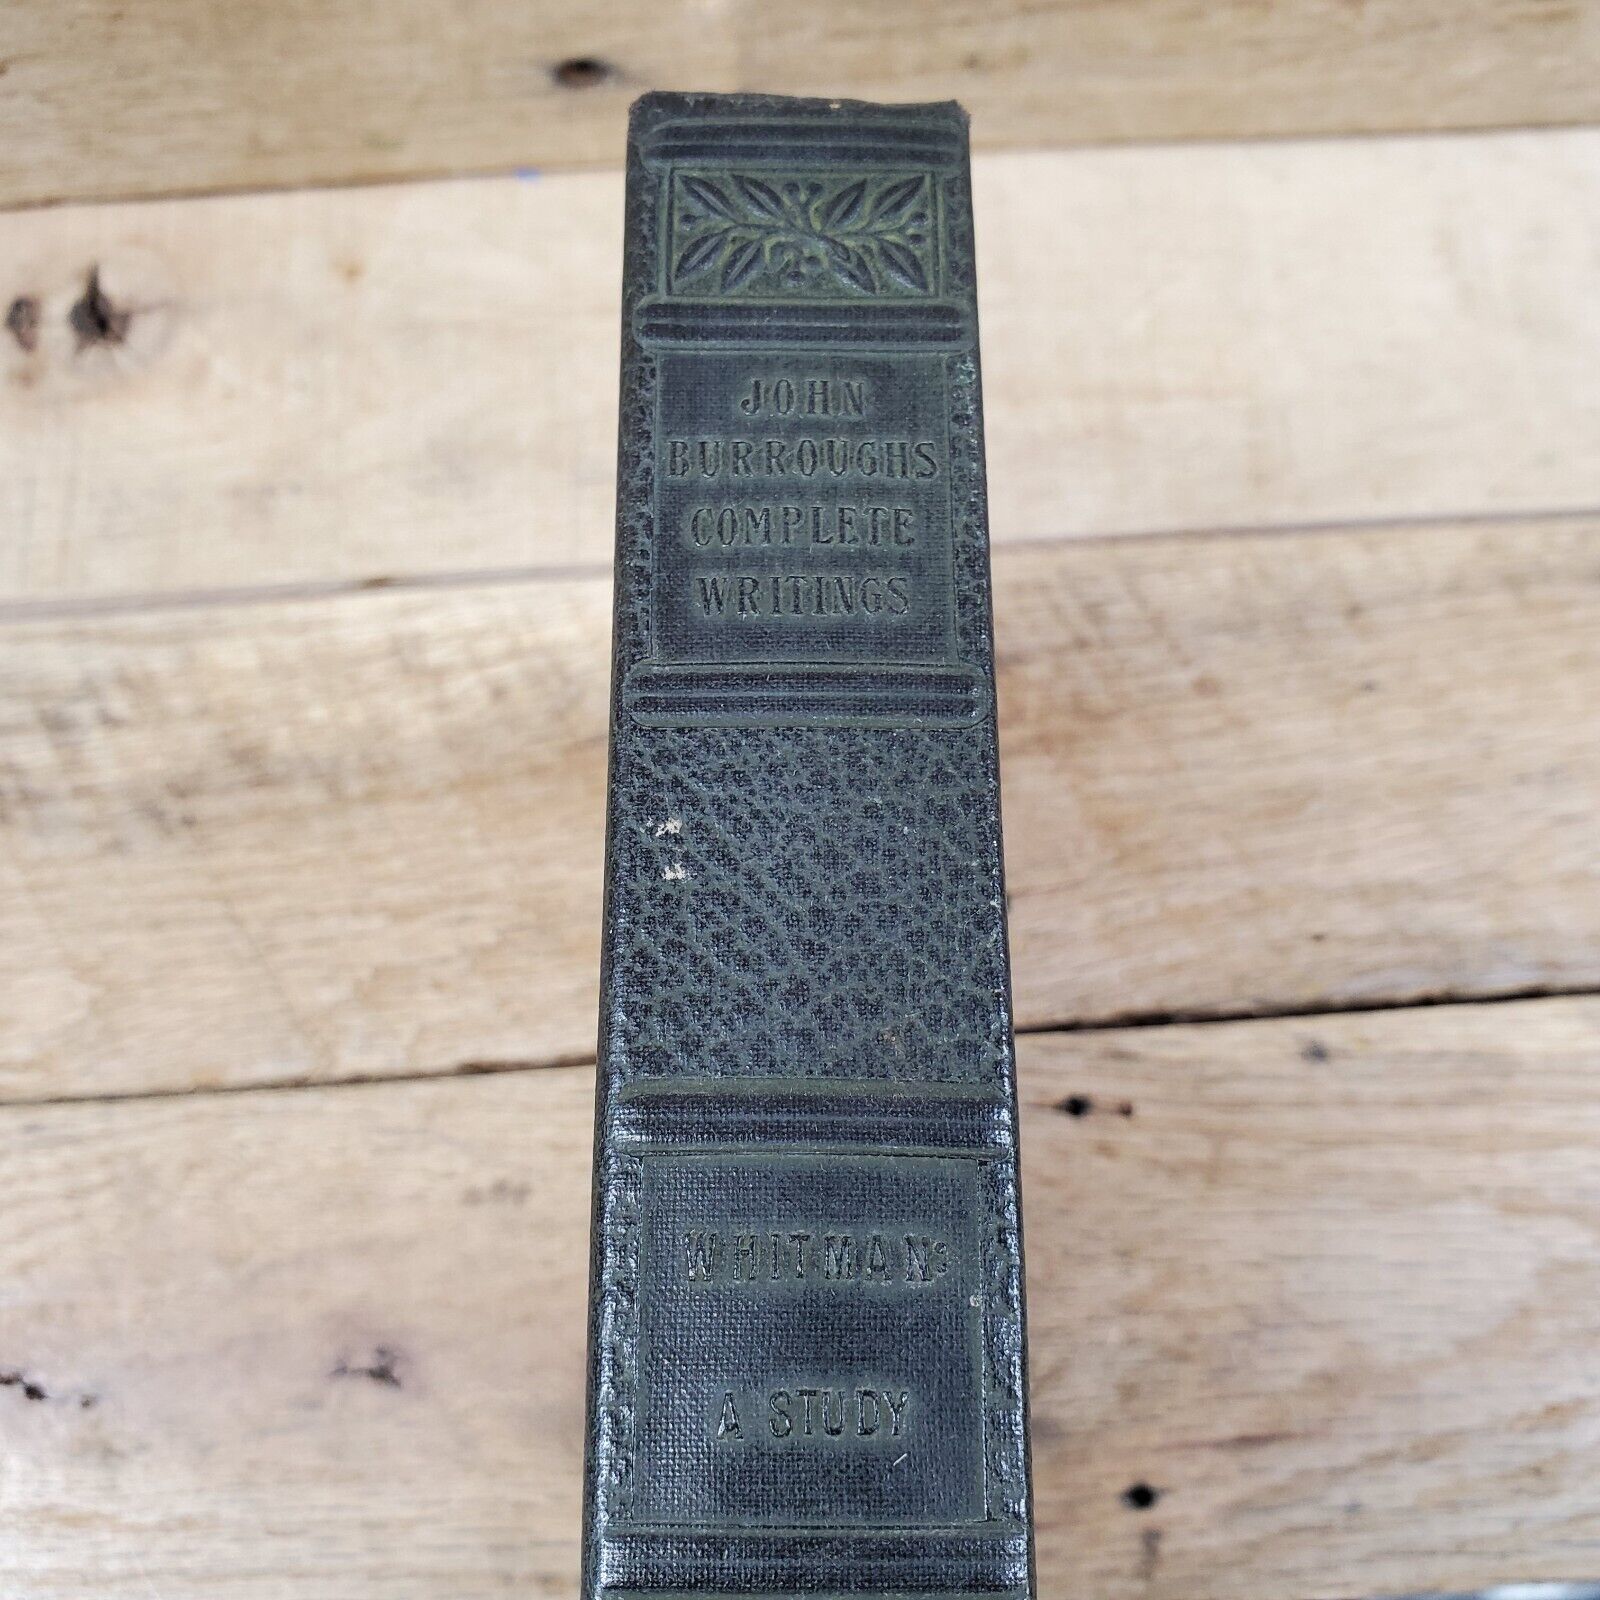 JOHN
BURROUGHS
COMPLETE
WRITINGS
WHITMAN:
A STUDY